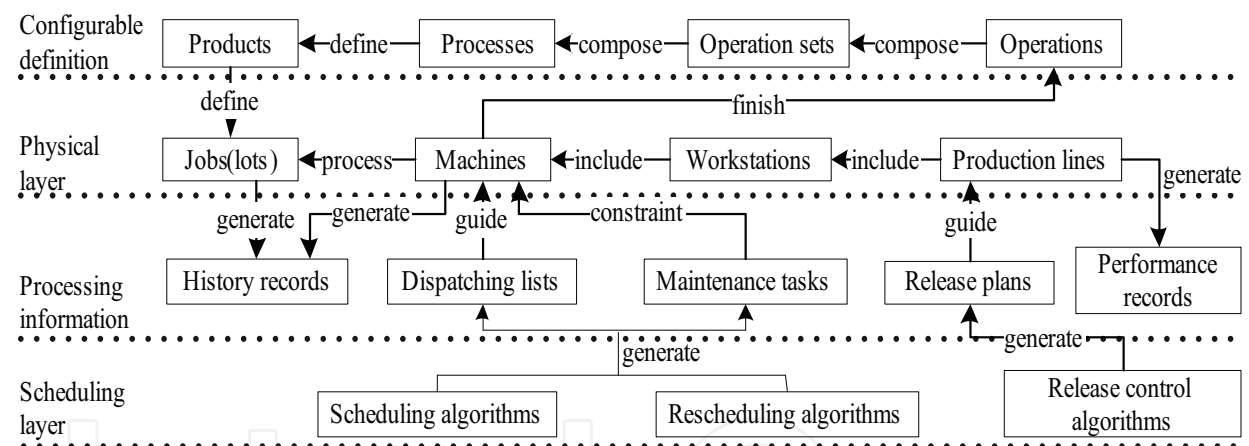 Configurable
definition
Products
define
Processes
compose
Operation sets
compose
Operations
define
finish
Physical
layer
Jobs(lots)
process
Machines
include
Workstations
include
Production lines
generate
generate
generate
guide
constraint
guide
Processing
information
History records
Dispatching lists
Maintenance tasks
Release plans
Performance
records
generate
generate
Scheduling
layer
Scheduling algorithms
Rescheduling algorithms
Release control
algorithms